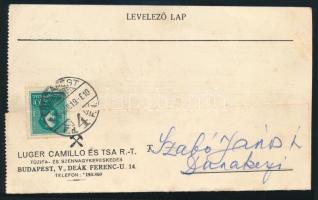 LEVELEZŐ LAP
LUGER CAMILLO ÉS TSA R.-T.
TŰZIFA- ÉS SZÉNNAGYKERESKEDÉS
BUDAPEST, V., DEÁK FERENC-U. 14.
TELEFON:
T.
Szabó János
Dunakeszi